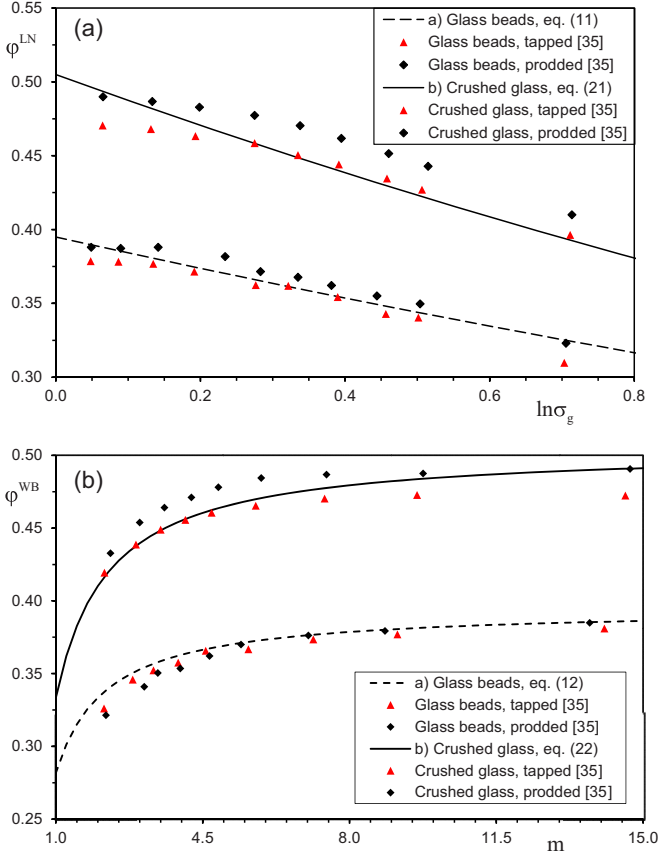 (a)
φ^LN
a) Glass beads, eq. (11)
Glass beads, tapped [35]
Glass beads, prodded [35]
b) Crushed glass, eq. (21)
Crushed glass, tapped [35]
Crushed glass, prodded [35]
0.55
0.50
0.45
0.40
0.35
0.30
0.0
0.2
0.4
0.6
0.8
lnσ_g
(b)
φ^WB
0.50
0.45
0.40
0.35
0.30
0.25
a) Glass beads, eq. (12)
Glass beads, tapped [35]
Glass beads, prodded [35]
b) Crushed glass, eq. (22)
Crushed glass, tapped [35]
Crushed glass, prodded [35]
1.0
4.5
8.0
11.5
15.0
m